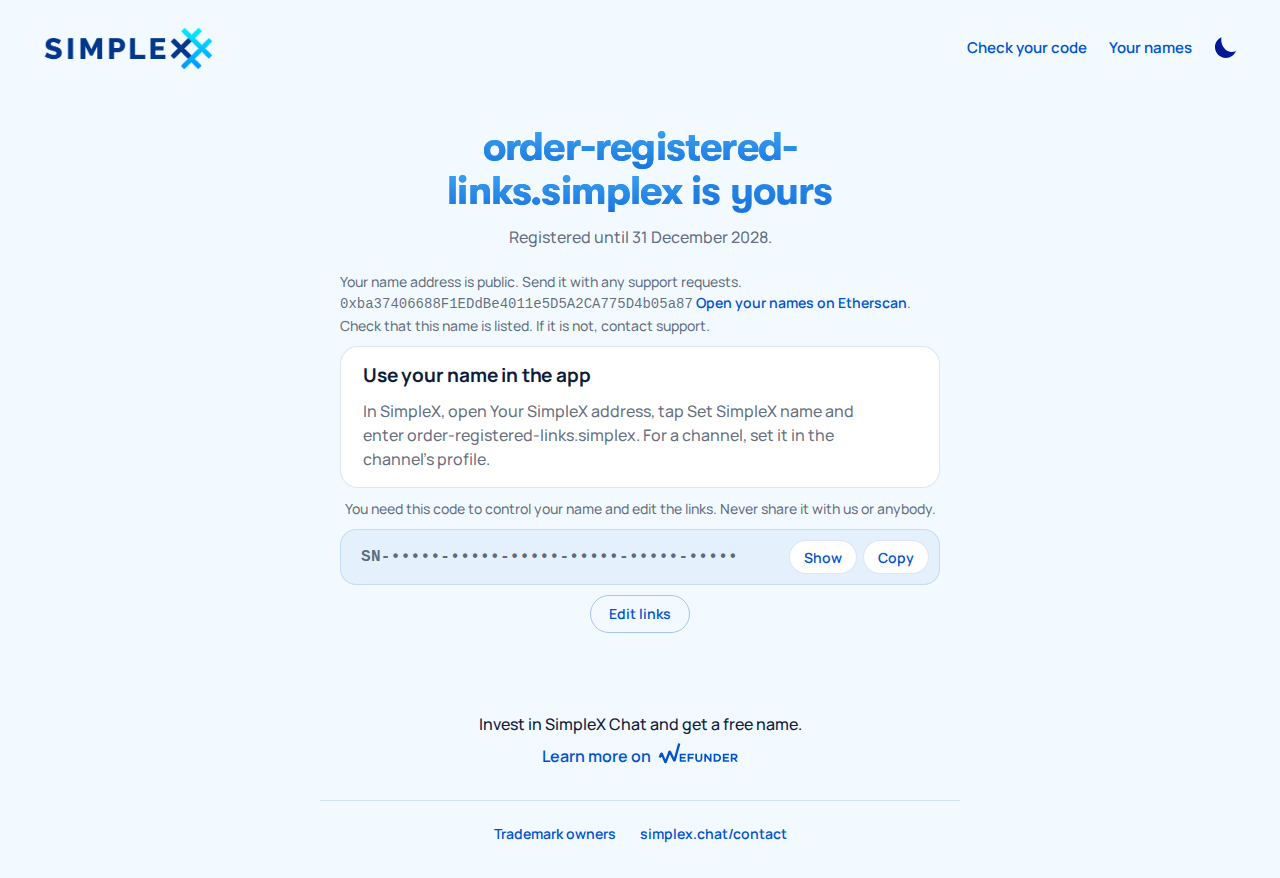 SIMPLEX
Check your code
Your names
order-registered-
links.simplex is yours
Registered until 31 December 2028.
Your name address is public. Send it with any support requests.
0xba37406688F1EDdBe4011e5D5A2CA775D4b05a87 Open your names on Etherscan.
Check that this name is listed. If it is not, contact support.
Use your name in the app
In SimpleX, open Your SimpleX address, tap Set SimpleX name and
enter order-registered-links.simplex. For a channel, set it in the
channel's profile.
You need this code to control your name and edit the links. Never share it with us or anybody.
SN-•••••-•••••-•••••-•••••-•••••-•••••
Show
Copy
Edit links
Invest in SimpleX Chat and get a free name.
Learn more on WEFUNDER
Trademark owners
simplex.chat/contact